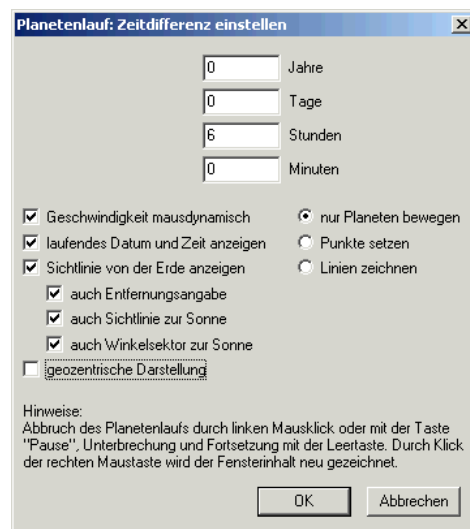 Planetenlauf: Zeitdifferenz einstellen
0 Jahre
0 Tage
6 Stunden
0 Minuten
Geschwindigkeit mausdynamisch
nur Planeten bewegen
laufendes Datum und Zeit anzeigen
Punkte setzen
Sichtlinie von der Erde anzeigen
Linien zeichnen
auch Entfernungsangabe
auch Sichtlinie zur Sonne
auch Winkelsektor zur Sonne
geozentrische Darstellung
Hinweise:
Abbruch des Planetenlaufs durch linken Mausklick oder mit der Taste
"Pause", Unterbrechung und Fortsetzung mit der Leertaste. Durch Klick
der rechten Maustaste wird der Fensterinhalt neu gezeichnet.
OK
Abbrechen